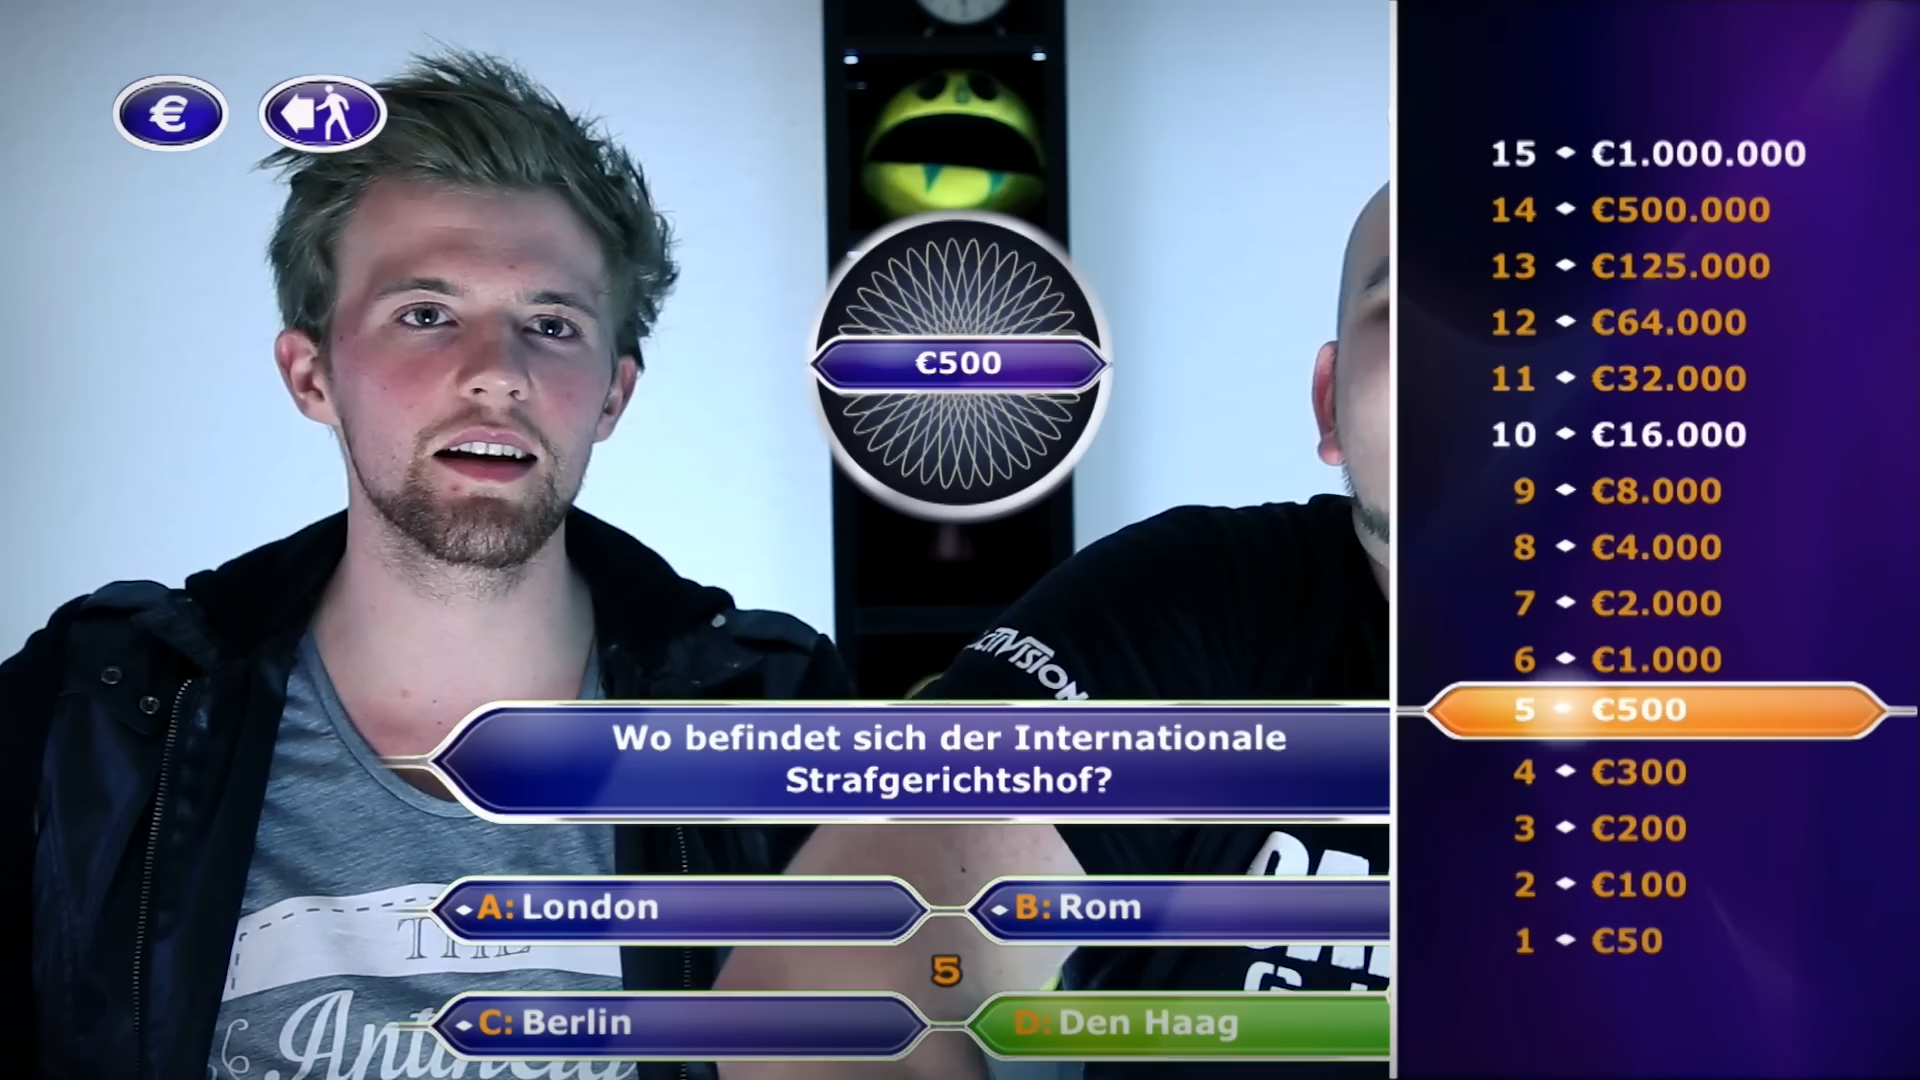 €
€500
15 ◆ €1.000.000
14 ◆ €500.000
13 ◆ €125.000
12 ◆ €64.000
11 ◆ €32.000
10 ◆ €16.000
9 ◆ €8.000
8 ◆ €4.000
7 ◆ €2.000
6 ◆ €1.000
5 ◆ €500
4 ◆ €300
3 ◆ €200
2 ◆ €100
1 ◆ €50
Wo befindet sich der Internationale
Strafgerichtshof?
A: London
B: Rom
5
C: Berlin
D: Den Haag
THE